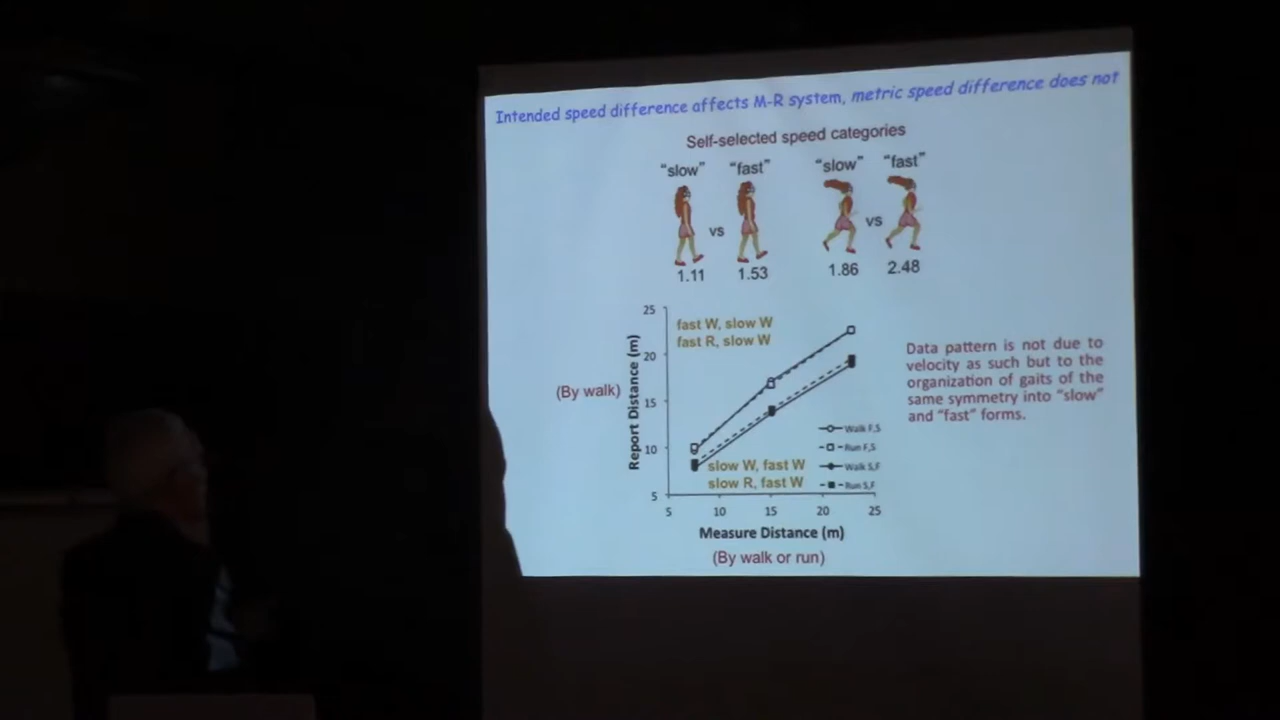 Intended speed difference affects M-R system, metric speed difference does not
Self-selected speed categories
"slow" "fast" "slow" "fast"
vs vs
1.11 1.53 1.86 2.48
25
20
15
10
5
Report Distance (m)
(By walk)
fast W, slow W
fast R, slow W
slow W, fast W
slow R, fast W
Walk F,S
Run F,S
Walk S,F
Run S,F
5 10 15 20 25
Measure Distance (m)
(By walk or run)
Data pattern is not due to
velocity as such but to the
organization of gaits of the
same symmetry into "slow"
and "fast" forms.